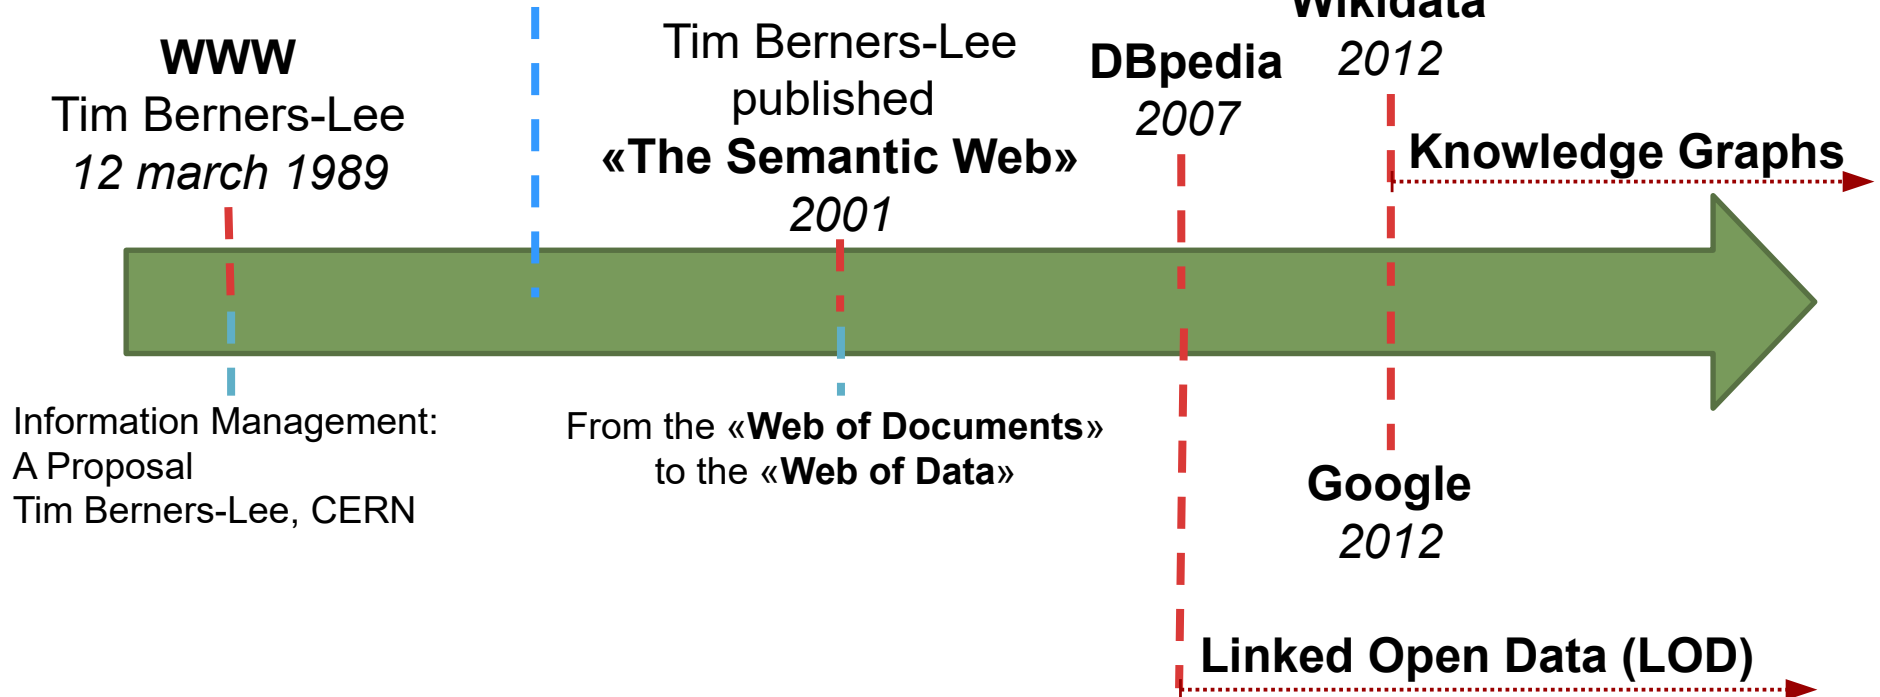 WWW
Tim Berners-Lee
12 march 1989
Tim Berners-Lee
published
«The Semantic Web»
2001
DBpedia
2007
Wikidata
2012
Knowledge Graphs
Information Management:
A Proposal
Tim Berners-Lee, CERN
From the «Web of Documents»
to the «Web of Data»
Google
2012
Linked Open Data (LOD)